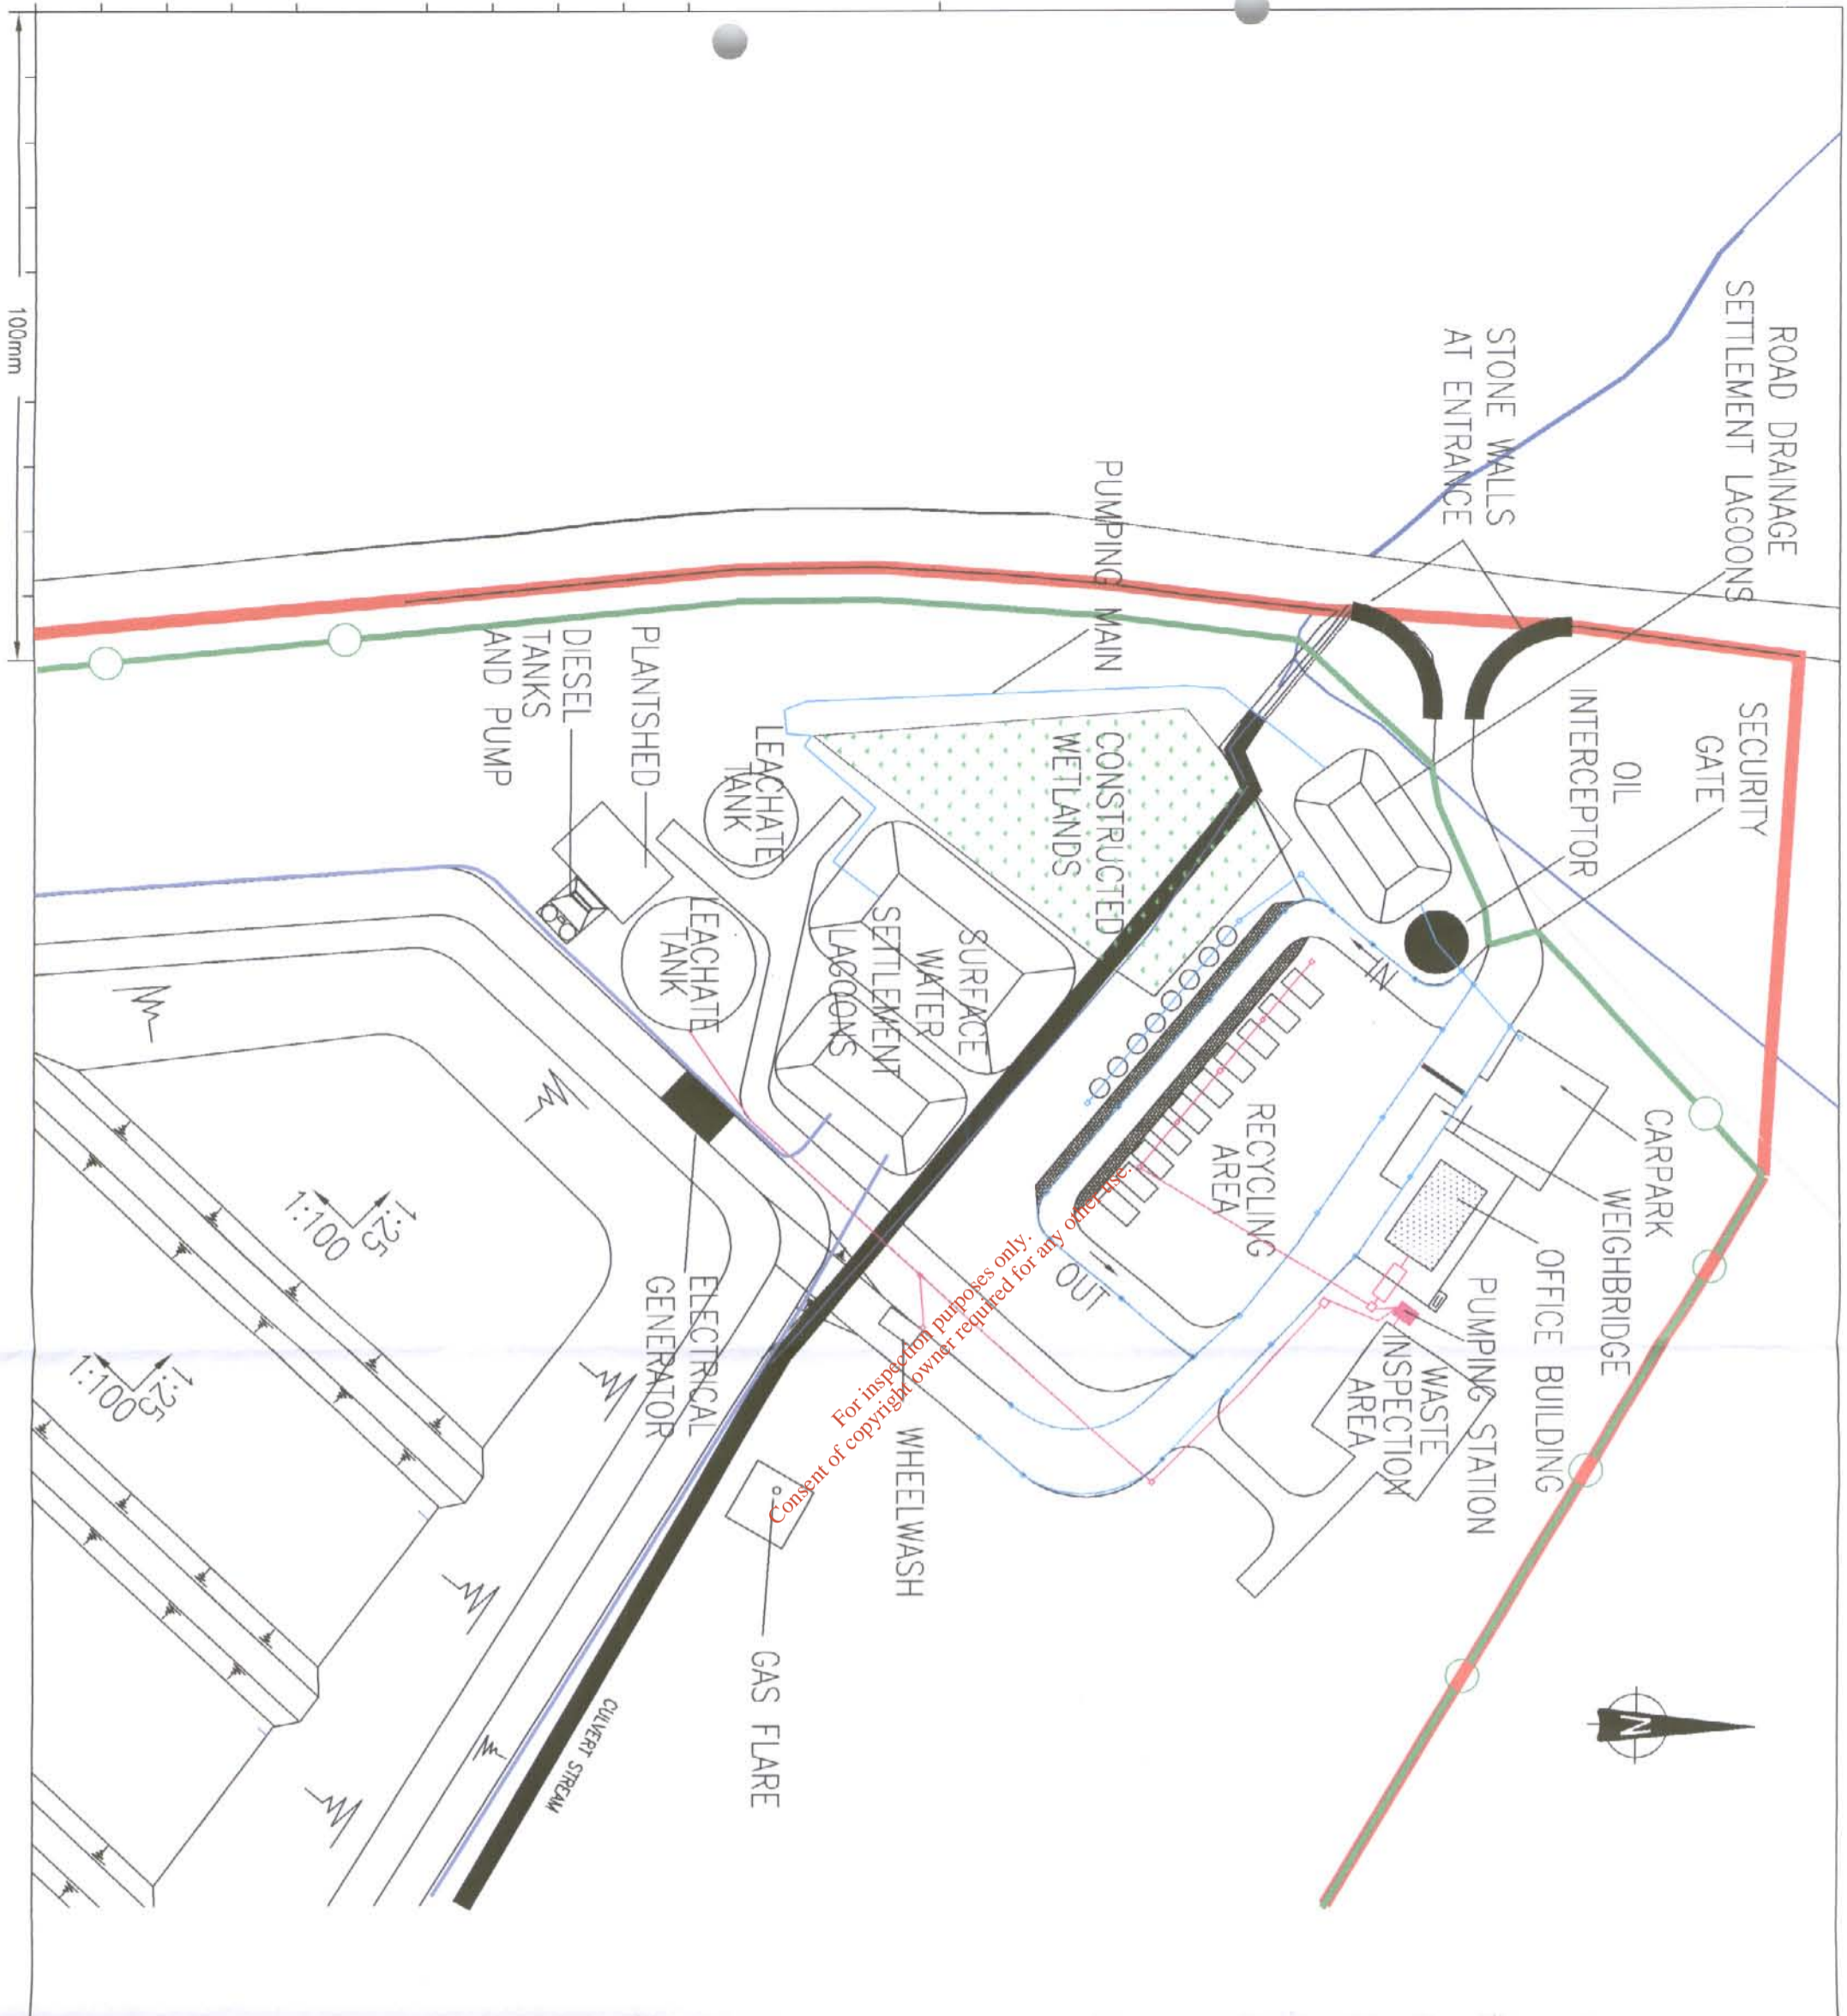 ROAD DRAINAGE
SETTLEMENT LAGOONS
STONE WALLS
AT ENTRANCE
SECURITY
GATE
OIL
INTERCEPTOR
PUMPING MAIN
CARPARK
WEIGHBRIDGE
OFFICE BUILDING
PUMPING STATION
WASTE
INSPECTION
AREA
IN
OUT
RECYCLING
AREA
CONSTRUCTED
WETLANDS
SURFACE
WATER
SETTLEMENT
LAGOONS
LEACHATE
TANK
LEACHATE
TANK
PLANTSHED
DIESEL
TANKS
AND PUMP
WHEELWASH
ELECTRICAL
GENERATOR
GAS FLARE
CULVERT STREAM
1:25
1:100
1:25
1:100
N
100mm
For inspection purposes only.
Consent of copyright owner required for any other use.